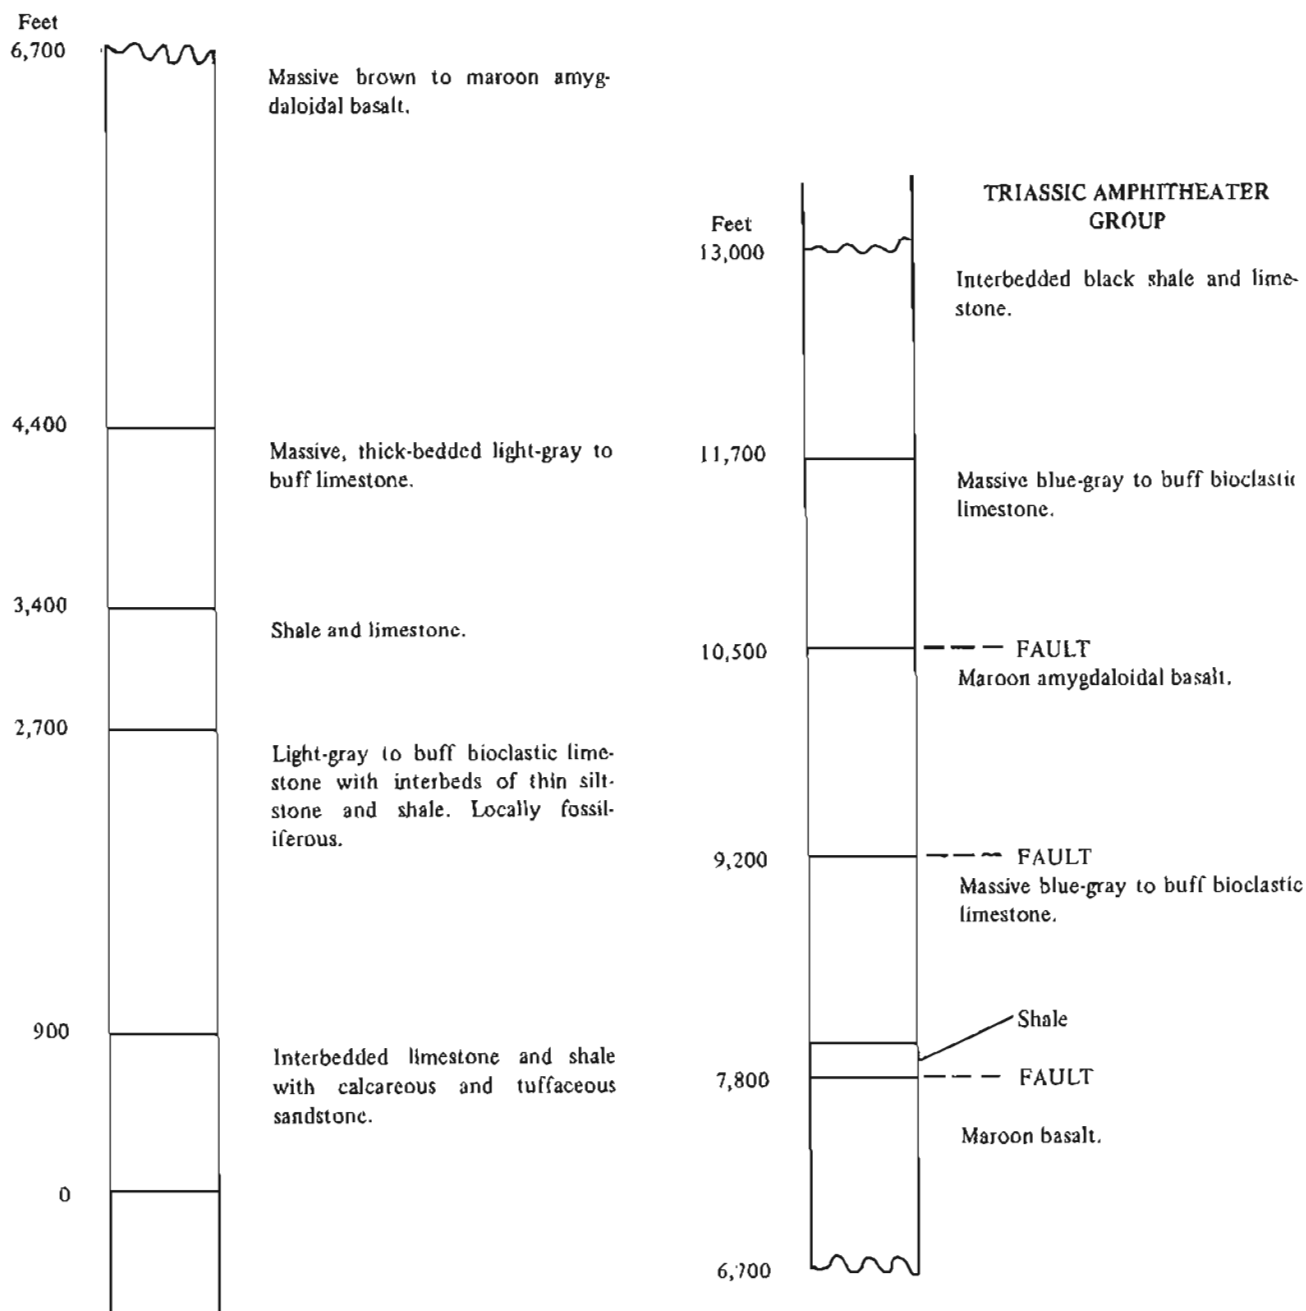 Feet
6,700
Massive brown to maroon amyg-
daloidal basalt.
4,400
Massive, thick-bedded light-gray to
buff limestone.
3,400
Shale and limestone.
2,700
Light-gray to buff bioclastic lime-
stone with interbeds of thin silt-
stone and shale. Locally fossil-
iferous.
900
Interbedded limestone and shale
with calcareous and tuffaceous
sandstone.
0
TRIASSIC AMPHITHEATER
GROUP
Feet
13,000
Interbedded black shale and lime-
stone.
11,700
Massive blue-gray to buff bioclastic
limestone.
10,500
FAULT
Maroon amygdaloidal basalt.
9,200
FAULT
Massive blue-gray to buff bioclastic
limestone.
Shale
7,800
FAULT
Maroon basalt.
6,700